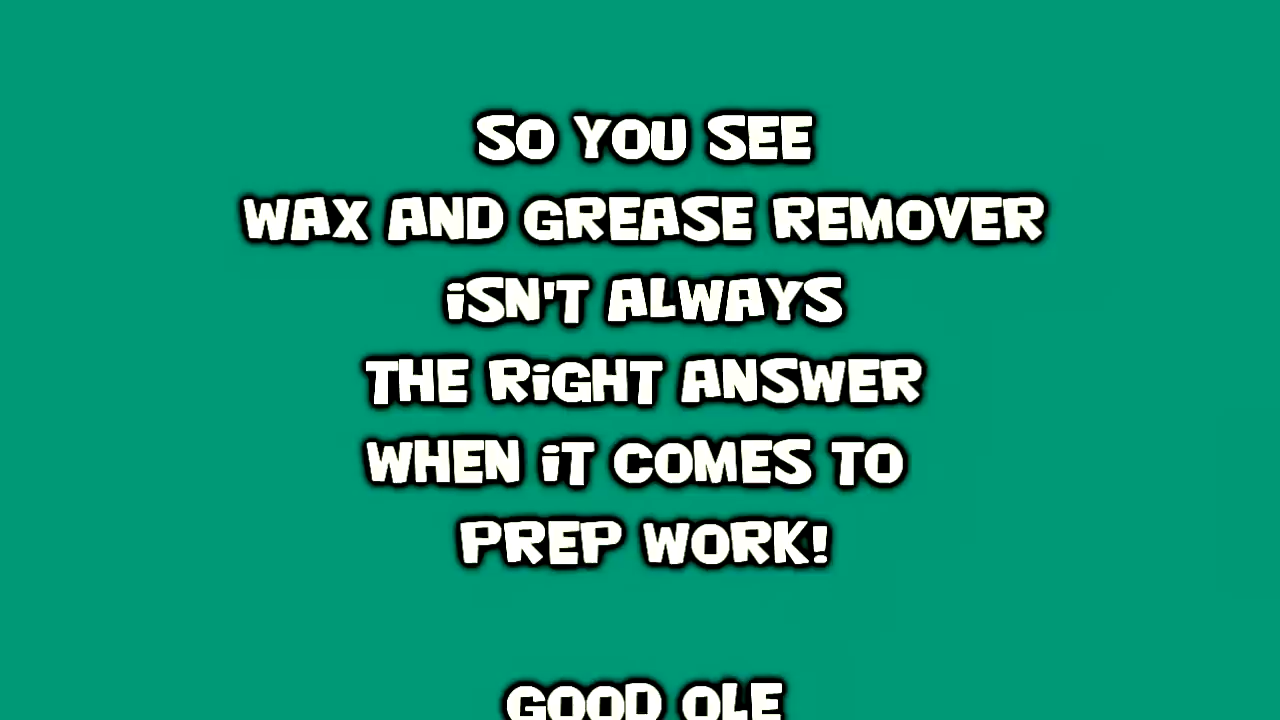 SO YOU SEE
WAX AND GREASE REMOVER
iSN'T ALWAYS
THE RiGHT ANSWER
WHEN iT COMES TO
PREP WORK!
GOOD OLE